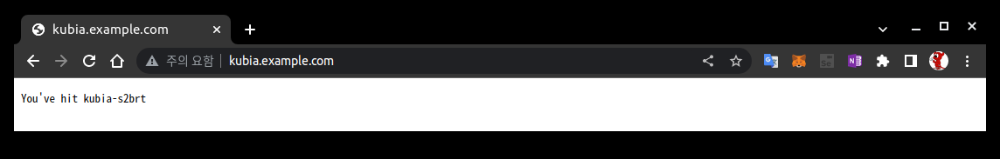 kubia.example.com
주의 요함 kubia.example.com
You've hit kubia-s2brt